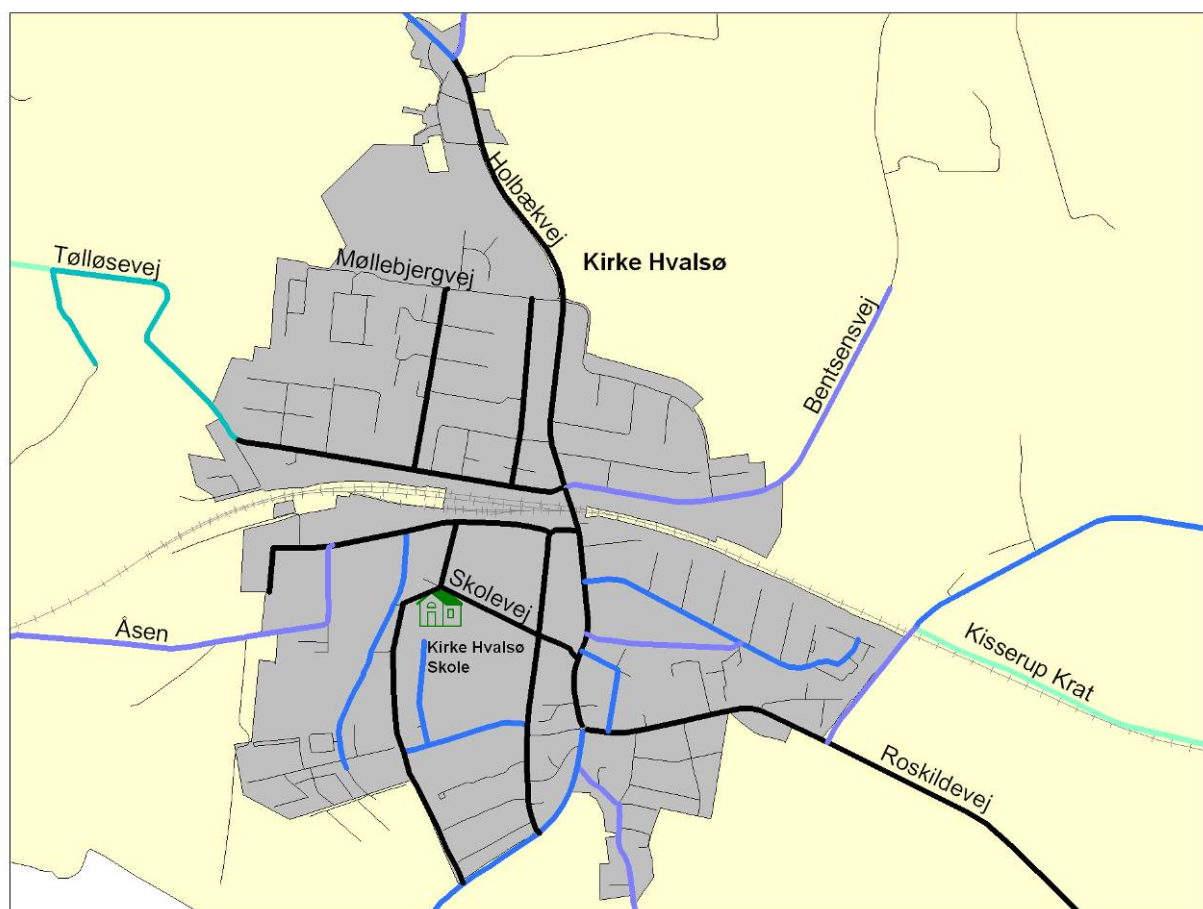 Holbækvej
Kirke Hvalsø
Tølløsevej
Møllebjergvej
Bentsensvej
Skolevej
Åsen
Kirke Hvalsø
Skole
Kisserup Krat
Roskildevej